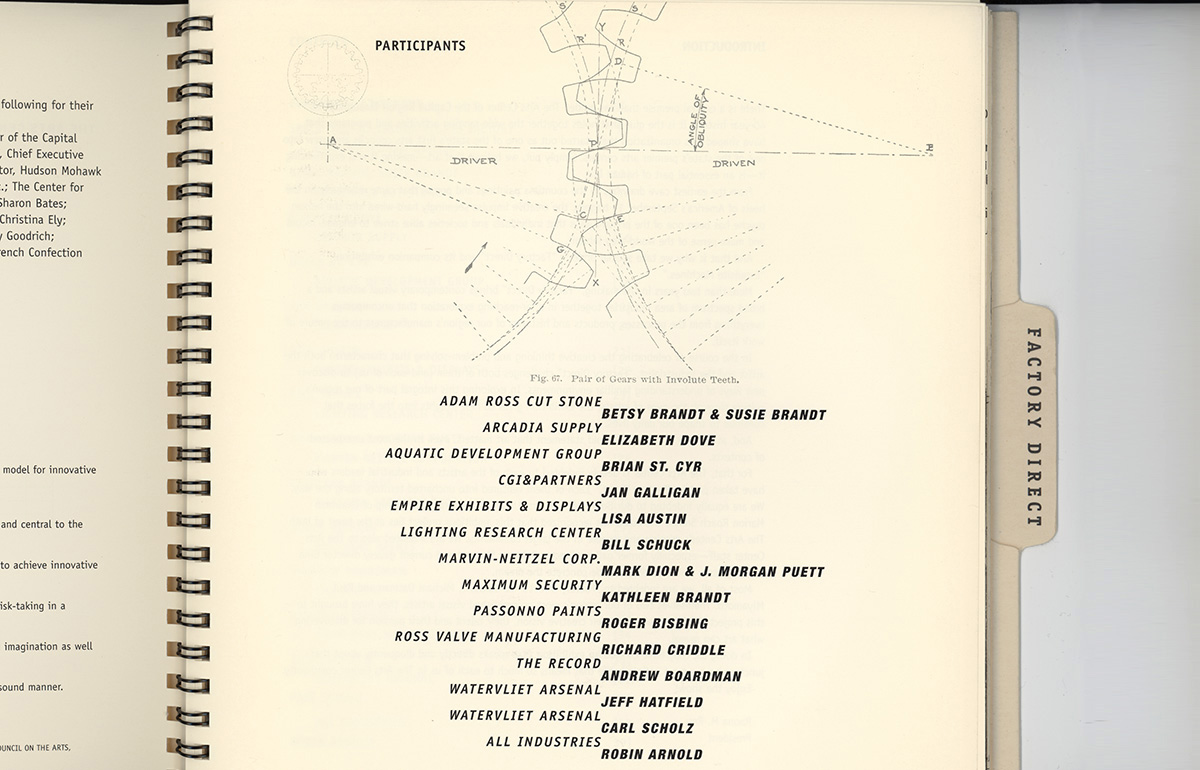 following for their
r of the Capital
, Chief Executive
tor, Hudson Mohawk
c.; The Center for
Sharon Bates;
Christina Ely;
y Goodrich;
rench Confection
model for innovative
and central to the
to achieve innovative
isk-taking in a
imagination as well
sound manner.
OUNCIL ON THE ARTS,
PARTICIPANTS
S S
Y
R R
D
ANGLE OF
OBLIQUITY
A
P
B
DRIVER
DRIVEN
C E
G
X
Fig. 67. Pair of Gears with Involute Teeth.
ADAM ROSS CUT STONE
BETSY BRANDT & SUSIE BRANDT
ARCADIA SUPPLY
ELIZABETH DOVE
AQUATIC DEVELOPMENT GROUP
BRIAN ST. CYR
CGI&PARTNERS
JAN GALLIGAN
EMPIRE EXHIBITS & DISPLAYS
LISA AUSTIN
LIGHTING RESEARCH CENTER
BILL SCHUCK
MARVIN-NEITZEL CORP.
MARK DION & J. MORGAN PUETT
MAXIMUM SECURITY
KATHLEEN BRANDT
PASSONNO PAINTS
ROGER BISBING
ROSS VALVE MANUFACTURING
RICHARD CRIDDLE
THE RECORD
ANDREW BOARDMAN
WATERVLIET ARSENAL
JEFF HATFIELD
WATERVLIET ARSENAL
CARL SCHOLZ
ALL INDUSTRIES
ROBIN ARNOLD
FACTORY DIRECT